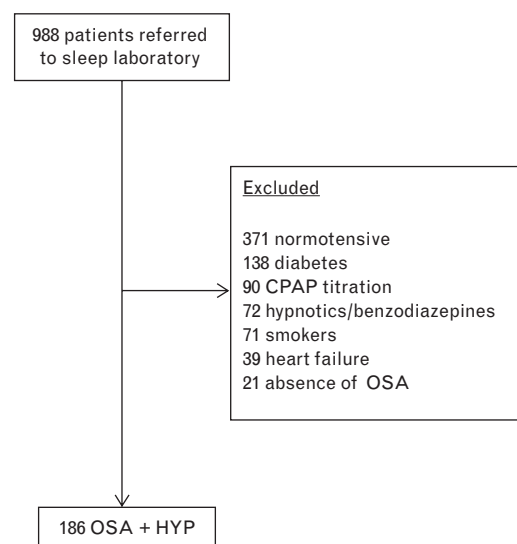 988 patients referred
to sleep laboratory
Excluded
371 normotensive
138 diabetes
90 CPAP titration
72 hypnotics/benzodiazepines
71 smokers
39 heart failure
21 absence of OSA
186 OSA + HYP